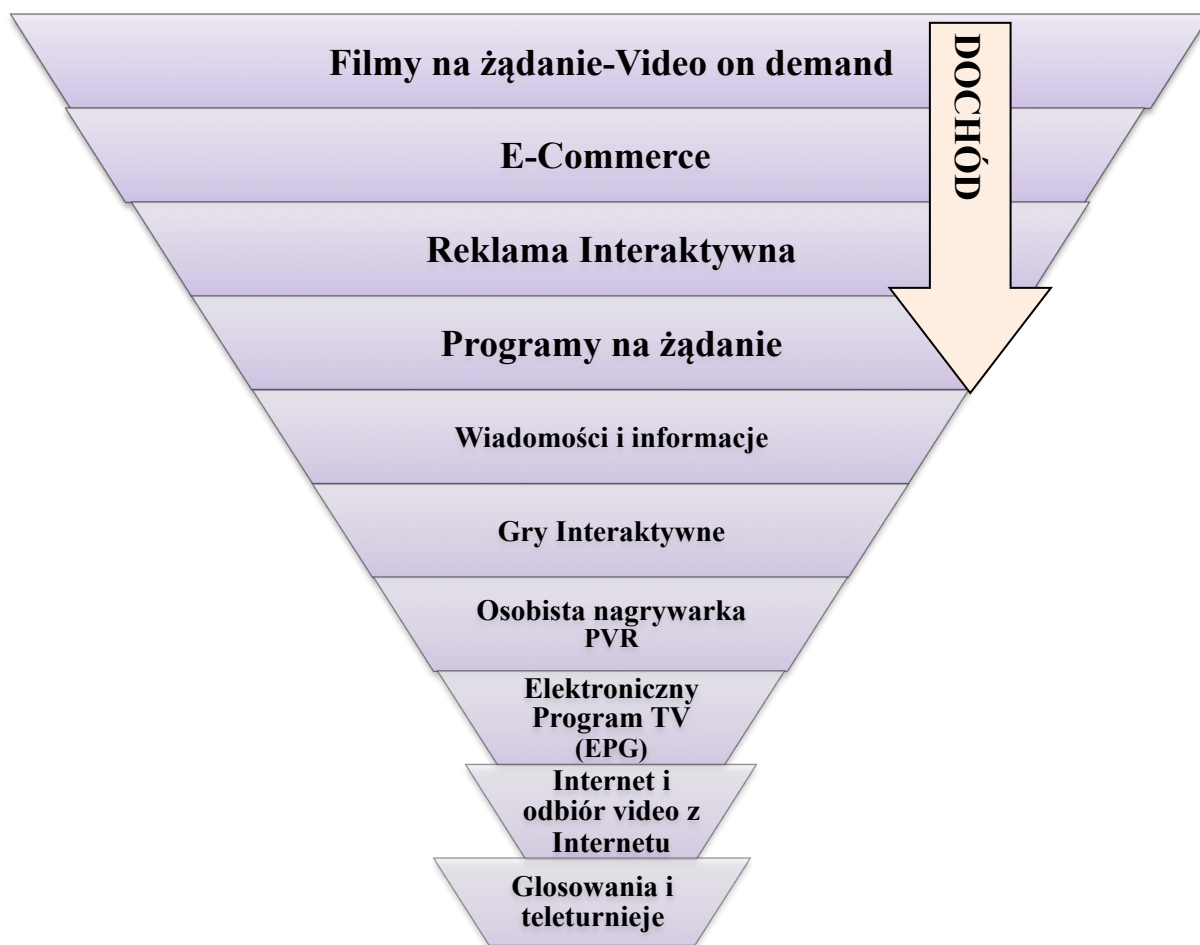 Filmy na żądanie-Video on demand
DOCHÓD
E-Commerce
Reklama Interaktywna
Programy na żądanie
Wiadomości i informacje
Gry Interaktywne
Osobista nagrywarka
PVR
Elektroniczny
Program TV
(EPG)
Internet i
odbiór video z
Internetu
Glosowania i
teleturnieje